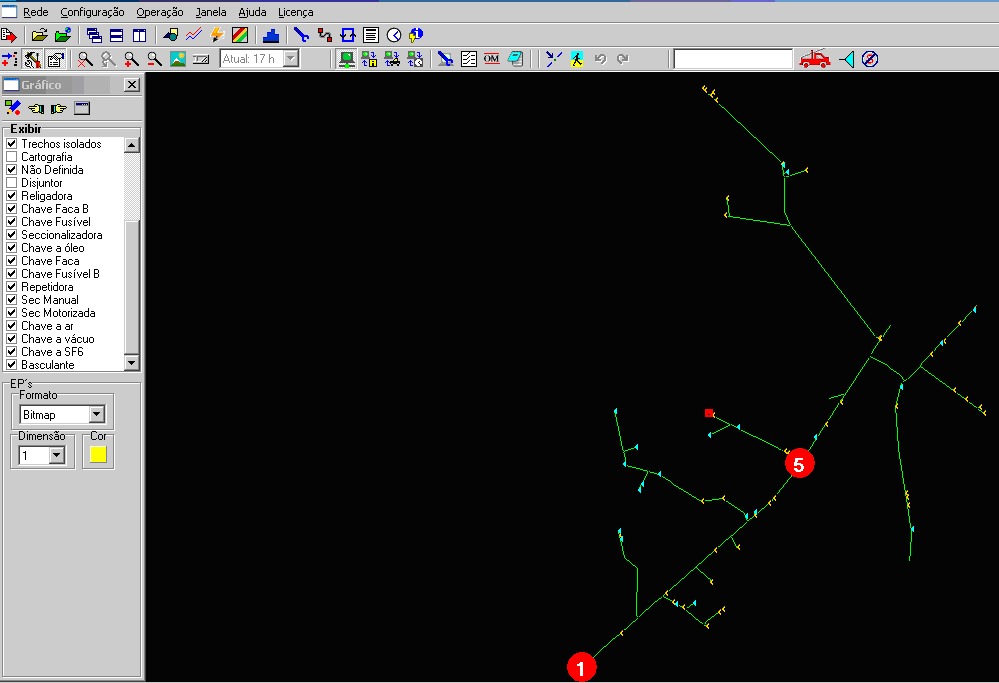 Rede Configuração Operação Janela Ajuda Licença
OM
Atual: 17 h
Gráfico
Exibir
Trechos isolados
Cartografia
Não Definida
Disjuntor
Religadora
Chave Faca B
Chave Fusível
Seccionalizadora
Chave a óleo
Chave Faca
Chave Fusível B
Repetidora
Sec Manual
Sec Motorizada
Chave a ar
Chave a vácuo
Chave a SF6
Basculante
EP's
Formato
Bitmap
Dimensão Cor
1
5
1